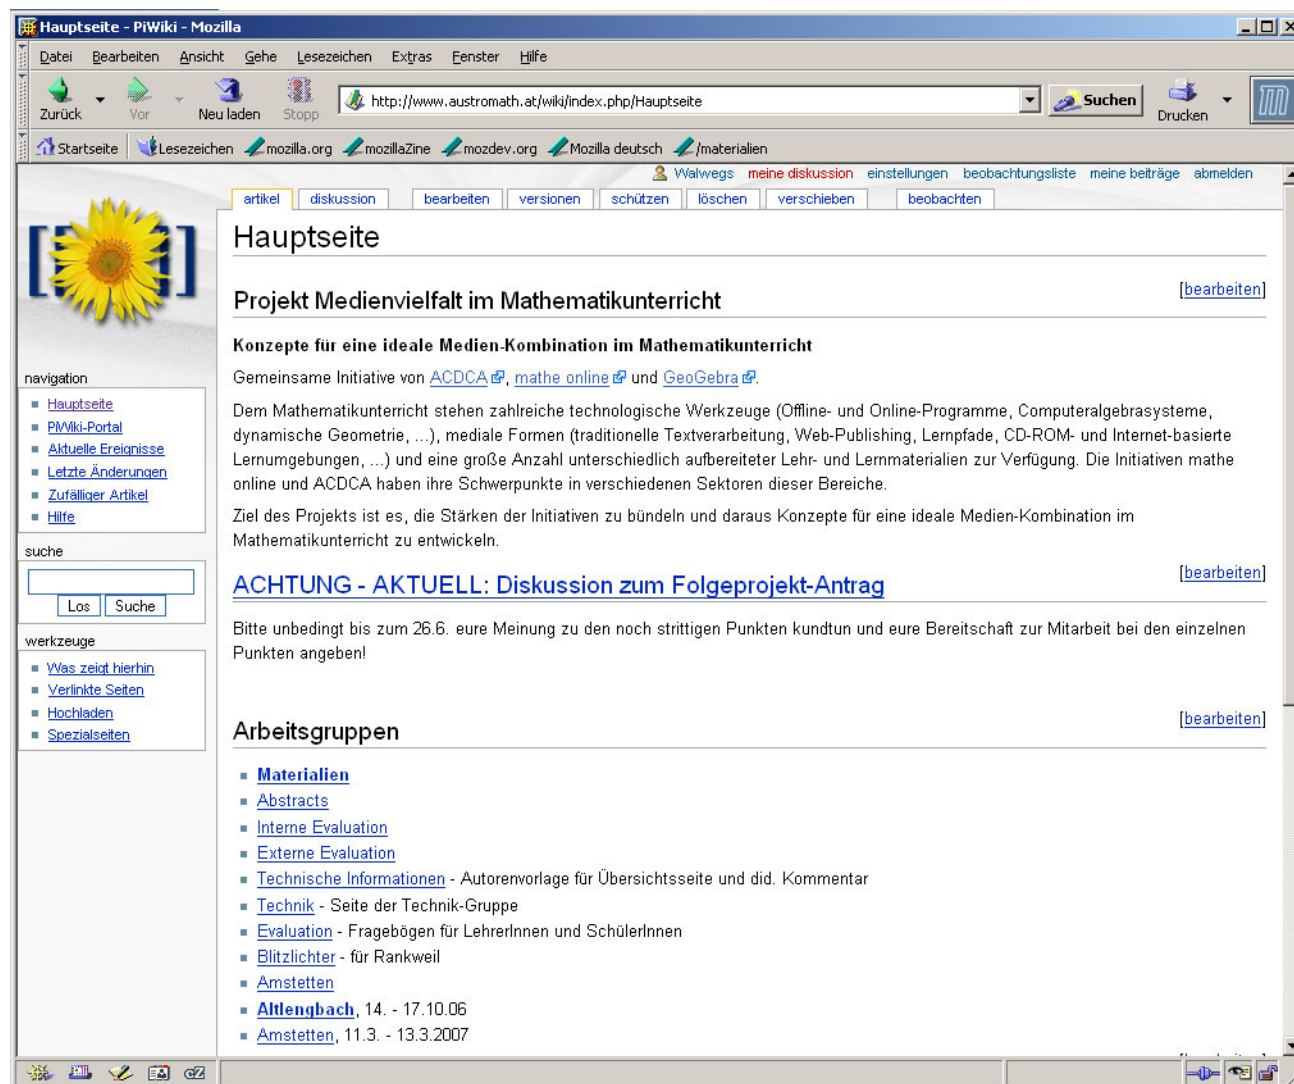 Hauptseite - PiWiki - Mozilla
Datei Bearbeiten Ansicht Gehe Lesezeichen Extras Fenster Hilfe
Zurück Vor Neu laden Stopp http://www.austromath.at/wiki/index.php/Hauptseite Suchen Drucken
Startseite Lesezeichen mozilla.org mozillaZine mozdev.org Mozilla deutsch /materialien
Walwegs meine diskussion einstellungen beobachtungsliste meine beiträge abmelden
artikel diskussion bearbeiten versionen schützen löschen verschieben beobachten
Hauptseite
Projekt Medienvielfalt im Mathematikunterricht [bearbeiten]
Konzepte für eine ideale Medien-Kombination im Mathematikunterricht
Gemeinsame Initiative von ACDCA, mathe online und GeoGebra.
Dem Mathematikunterricht stehen zahlreiche technologische Werkzeuge (Offline- und Online-Programme, Computeralgebrasysteme,
dynamische Geometrie, ...), mediale Formen (traditionelle Textverarbeitung, Web-Publishing, Lernpfade, CD-ROM- und Internet-basierte
Lernumgebungen, ...) und eine große Anzahl unterschiedlich aufbereiteter Lehr- und Lernmaterialien zur Verfügung. Die Initiativen mathe
online und ACDCA haben ihre Schwerpunkte in verschiedenen Sektoren dieser Bereiche.
Ziel des Projekts ist es, die Stärken der Initiativen zu bündeln und daraus Konzepte für eine ideale Medien-Kombination im
Mathematikunterricht zu entwickeln.
ACHTUNG - AKTUELL: Diskussion zum Folgeprojekt-Antrag [bearbeiten]
Bitte unbedingt bis zum 26.6. eure Meinung zu den noch strittigen Punkten kundtun und eure Bereitschaft zur Mitarbeit bei den einzelnen
Punkten angeben!
Arbeitsgruppen [bearbeiten]
Materialien
Abstracts
Interne Evaluation
Externe Evaluation
Technische Informationen - Autorenvorlage für Übersichtsseite und did. Kommentar
Technik - Seite der Technik-Gruppe
Evaluation - Fragebögen für LehrerInnen und SchülerInnen
Blitzlichter - für Rankweil
Amstetten
Altlengbach, 14. - 17.10.06
Amstetten, 11.3. - 13.3.2007
navigation
Hauptseite
PiWiki-Portal
Aktuelle Ereignisse
Letzte Änderungen
Zufälliger Artikel
Hilfe
suche
Los Suche
werkzeuge
Was zeigt hierhin
Verlinkte Seiten
Hochladen
Spezialseiten